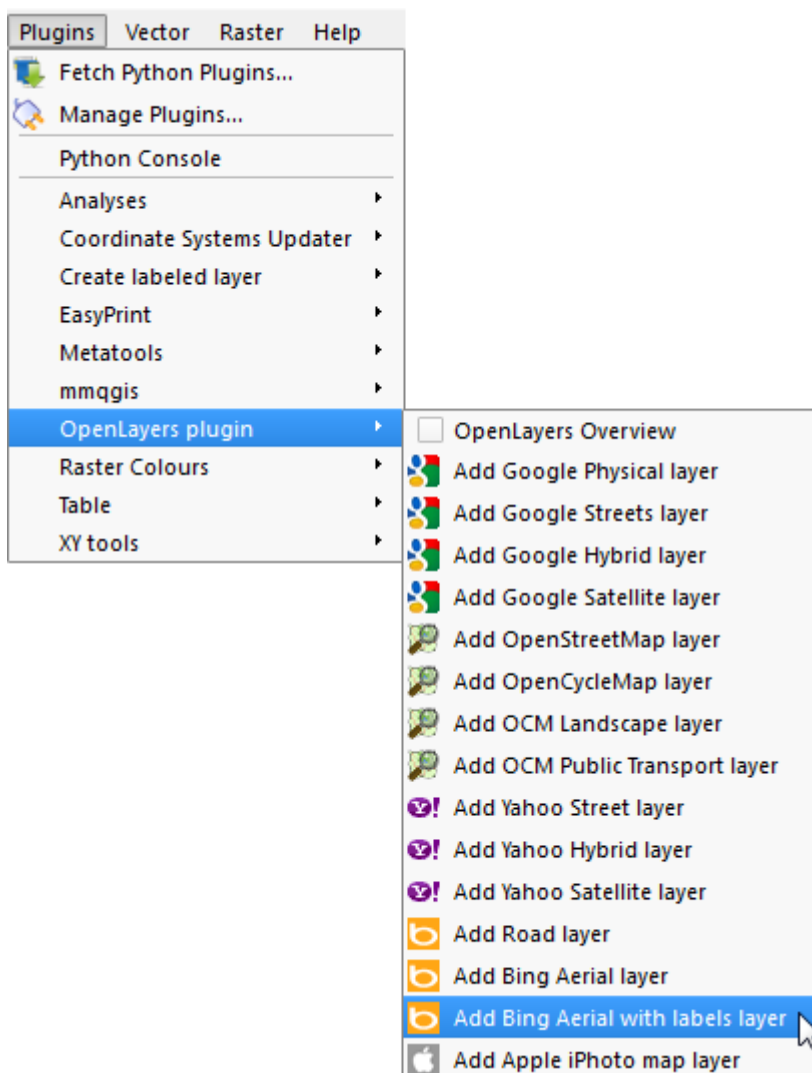 Plugins Vector Raster Help
Fetch Python Plugins...
Manage Plugins...
Python Console
Analyses
Coordinate Systems Updater
Create labeled layer
EasyPrint
Metatools
mmqgis
OpenLayers plugin
Raster Colours
Table
XY tools
OpenLayers Overview
Add Google Physical layer
Add Google Streets layer
Add Google Hybrid layer
Add Google Satellite layer
Add OpenStreetMap layer
Add OpenCycleMap layer
Add OCM Landscape layer
Add OCM Public Transport layer
Y! Add Yahoo Street layer
Y! Add Yahoo Hybrid layer
Y! Add Yahoo Satellite layer
b Add Road layer
b Add Bing Aerial layer
b Add Bing Aerial with labels layer
Add Apple iPhoto map layer